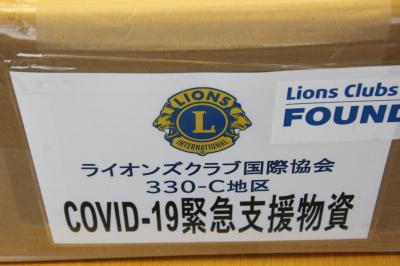 LIONS
L
INTERNATIONAL
Lions Clubs
FOUND
ライオンズクラブ国際協会
330-C地区
COVID-19緊急支援物資